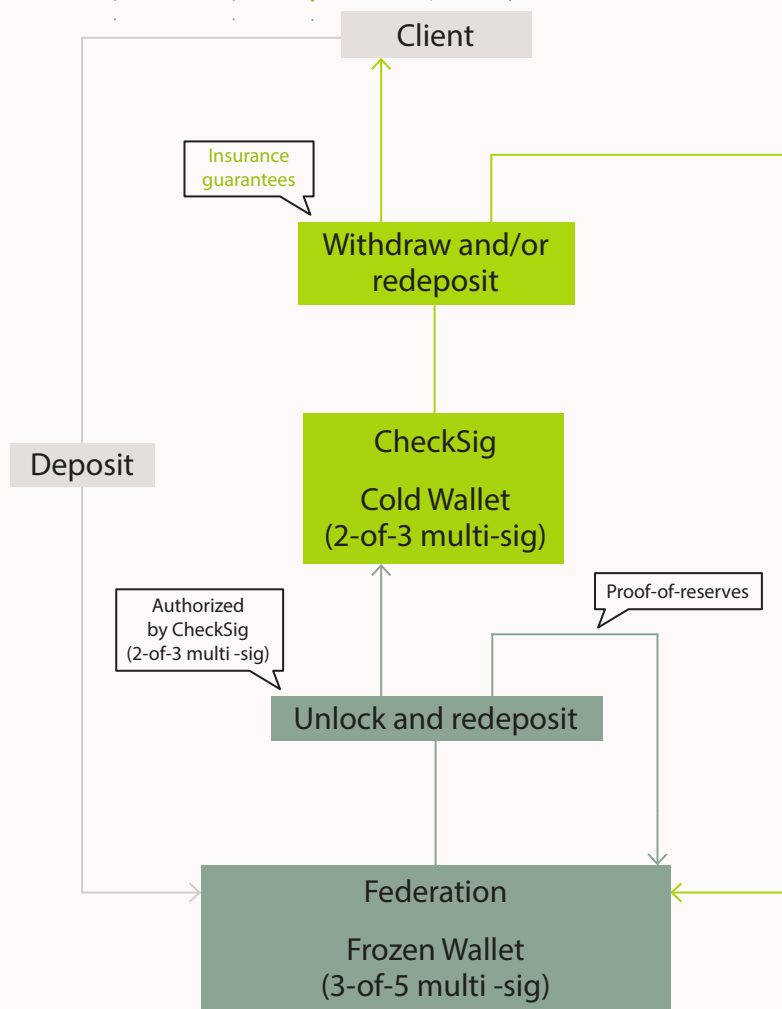 Client
Insurance
guarantees
Withdraw and/or
redeposit
CheckSig
Cold Wallet
(2-of-3 multi-sig)
Deposit
Authorized
by CheckSig
(2-of-3 multi -sig)
Proof-of-reserves
Unlock and redeposit
Federation
Frozen Wallet
(3-of-5 multi -sig)